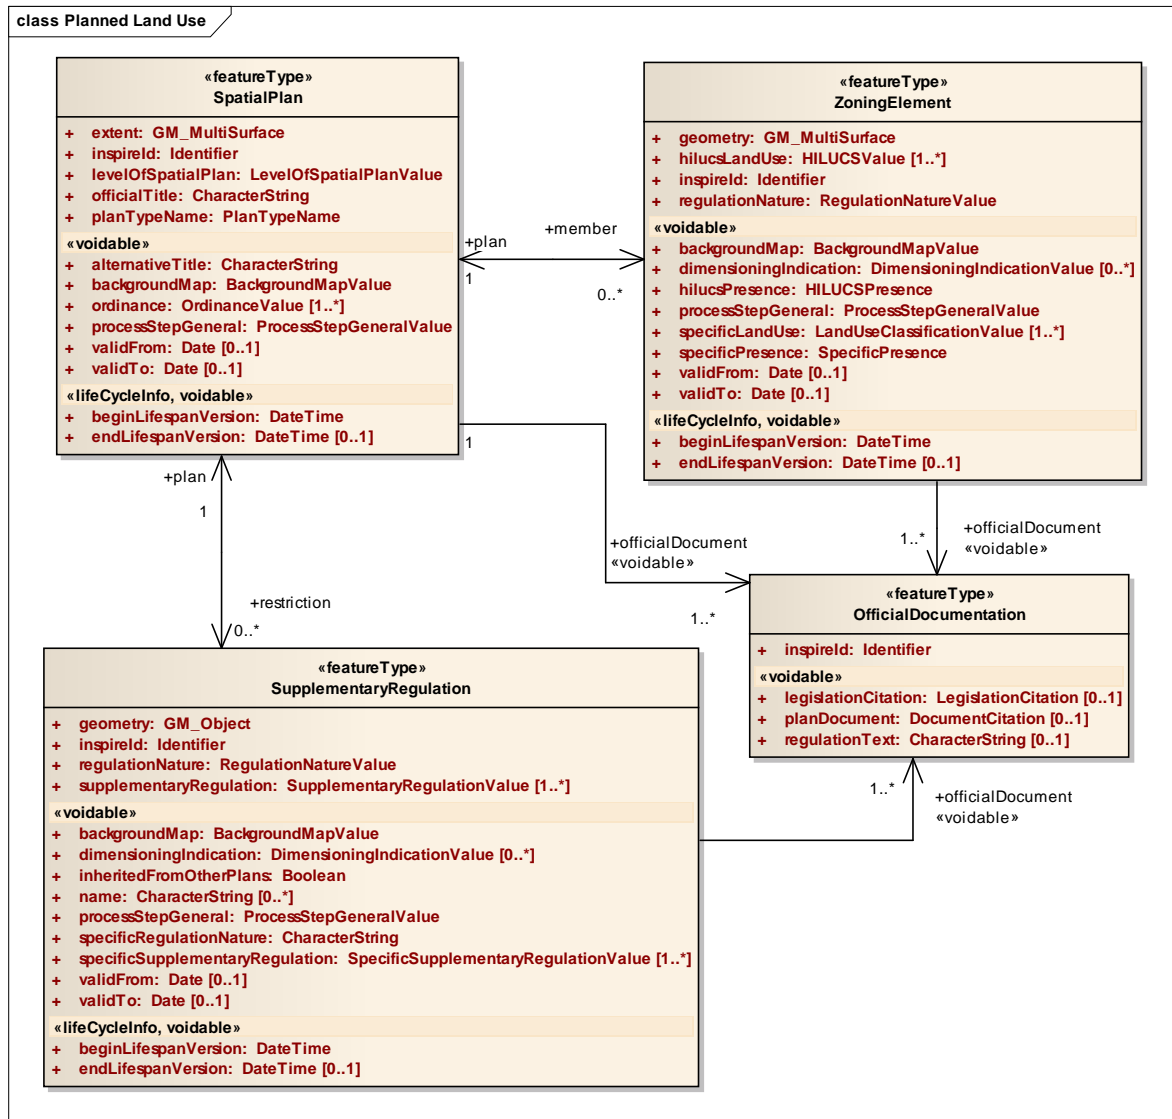 class Planned Land Use
«featureType»
SpatialPlan
+ extent: GM_MultiSurface
+ inspireId: Identifier
+ levelOfSpatialPlan: LevelOfSpatialPlanValue
+ officialTitle: CharacterString
+ planTypeName: PlanTypeName
«voidable»
+ alternativeTitle: CharacterString
+ backgroundMap: BackgroundMapValue
+ ordinance: OrdinanceValue [1..*]
+ processStepGeneral: ProcessStepGeneralValue
+ validFrom: Date [0..1]
+ validTo: Date [0..1]
«lifeCycleInfo, voidable»
+ beginLifespanVersion: DateTime
+ endLifespanVersion: DateTime [0..1]
«featureType»
ZoningElement
+ geometry: GM_MultiSurface
+ hilucsLandUse: HILUCSValue [1..*]
+ inspireId: Identifier
+ regulationNature: RegulationNatureValue
«voidable»
+ backgroundMap: BackgroundMapValue
+ dimensioningIndication: DimensioningIndicationValue [0..*]
+ hilucsPresence: HILUCSPresence
+ processStepGeneral: ProcessStepGeneralValue
+ specificLandUse: LandUseClassificationValue [1..*]
+ specificPresence: SpecificPresence
+ validFrom: Date [0..1]
+ validTo: Date [0..1]
«lifeCycleInfo, voidable»
+ beginLifespanVersion: DateTime
+ endLifespanVersion: DateTime [0..1]
+plan
1
+member
0..*
1
+officialDocument
«voidable»
1..*
+officialDocument
«voidable»
1..*
+plan
1
+restriction
0..*
«featureType»
OfficialDocumentation
+ inspireId: Identifier
«voidable»
+ legislationCitation: LegislationCitation [0..1]
+ planDocument: DocumentCitation [0..1]
+ regulationText: CharacterString [0..1]
«featureType»
SupplementaryRegulation
+ geometry: GM_Object
+ inspireId: Identifier
+ regulationNature: RegulationNatureValue
+ supplementaryRegulation: SupplementaryRegulationValue [1..*]
«voidable»
+ backgroundMap: BackgroundMapValue
+ dimensioningIndication: DimensioningIndicationValue [0..*]
+ inheritedFromOtherPlans: Boolean
+ name: CharacterString [0..*]
+ processStepGeneral: ProcessStepGeneralValue
+ specificRegulationNature: CharacterString
+ specificSupplementaryRegulation: SpecificSupplementaryRegulationValue [1..*]
+ validFrom: Date [0..1]
+ validTo: Date [0..1]
«lifeCycleInfo, voidable»
+ beginLifespanVersion: DateTime
+ endLifespanVersion: DateTime [0..1]
1..*
+officialDocument
«voidable»